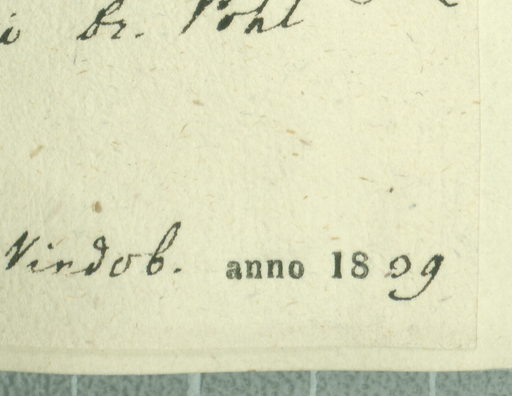 i Dr. Pohl
Vindob. anno 1829